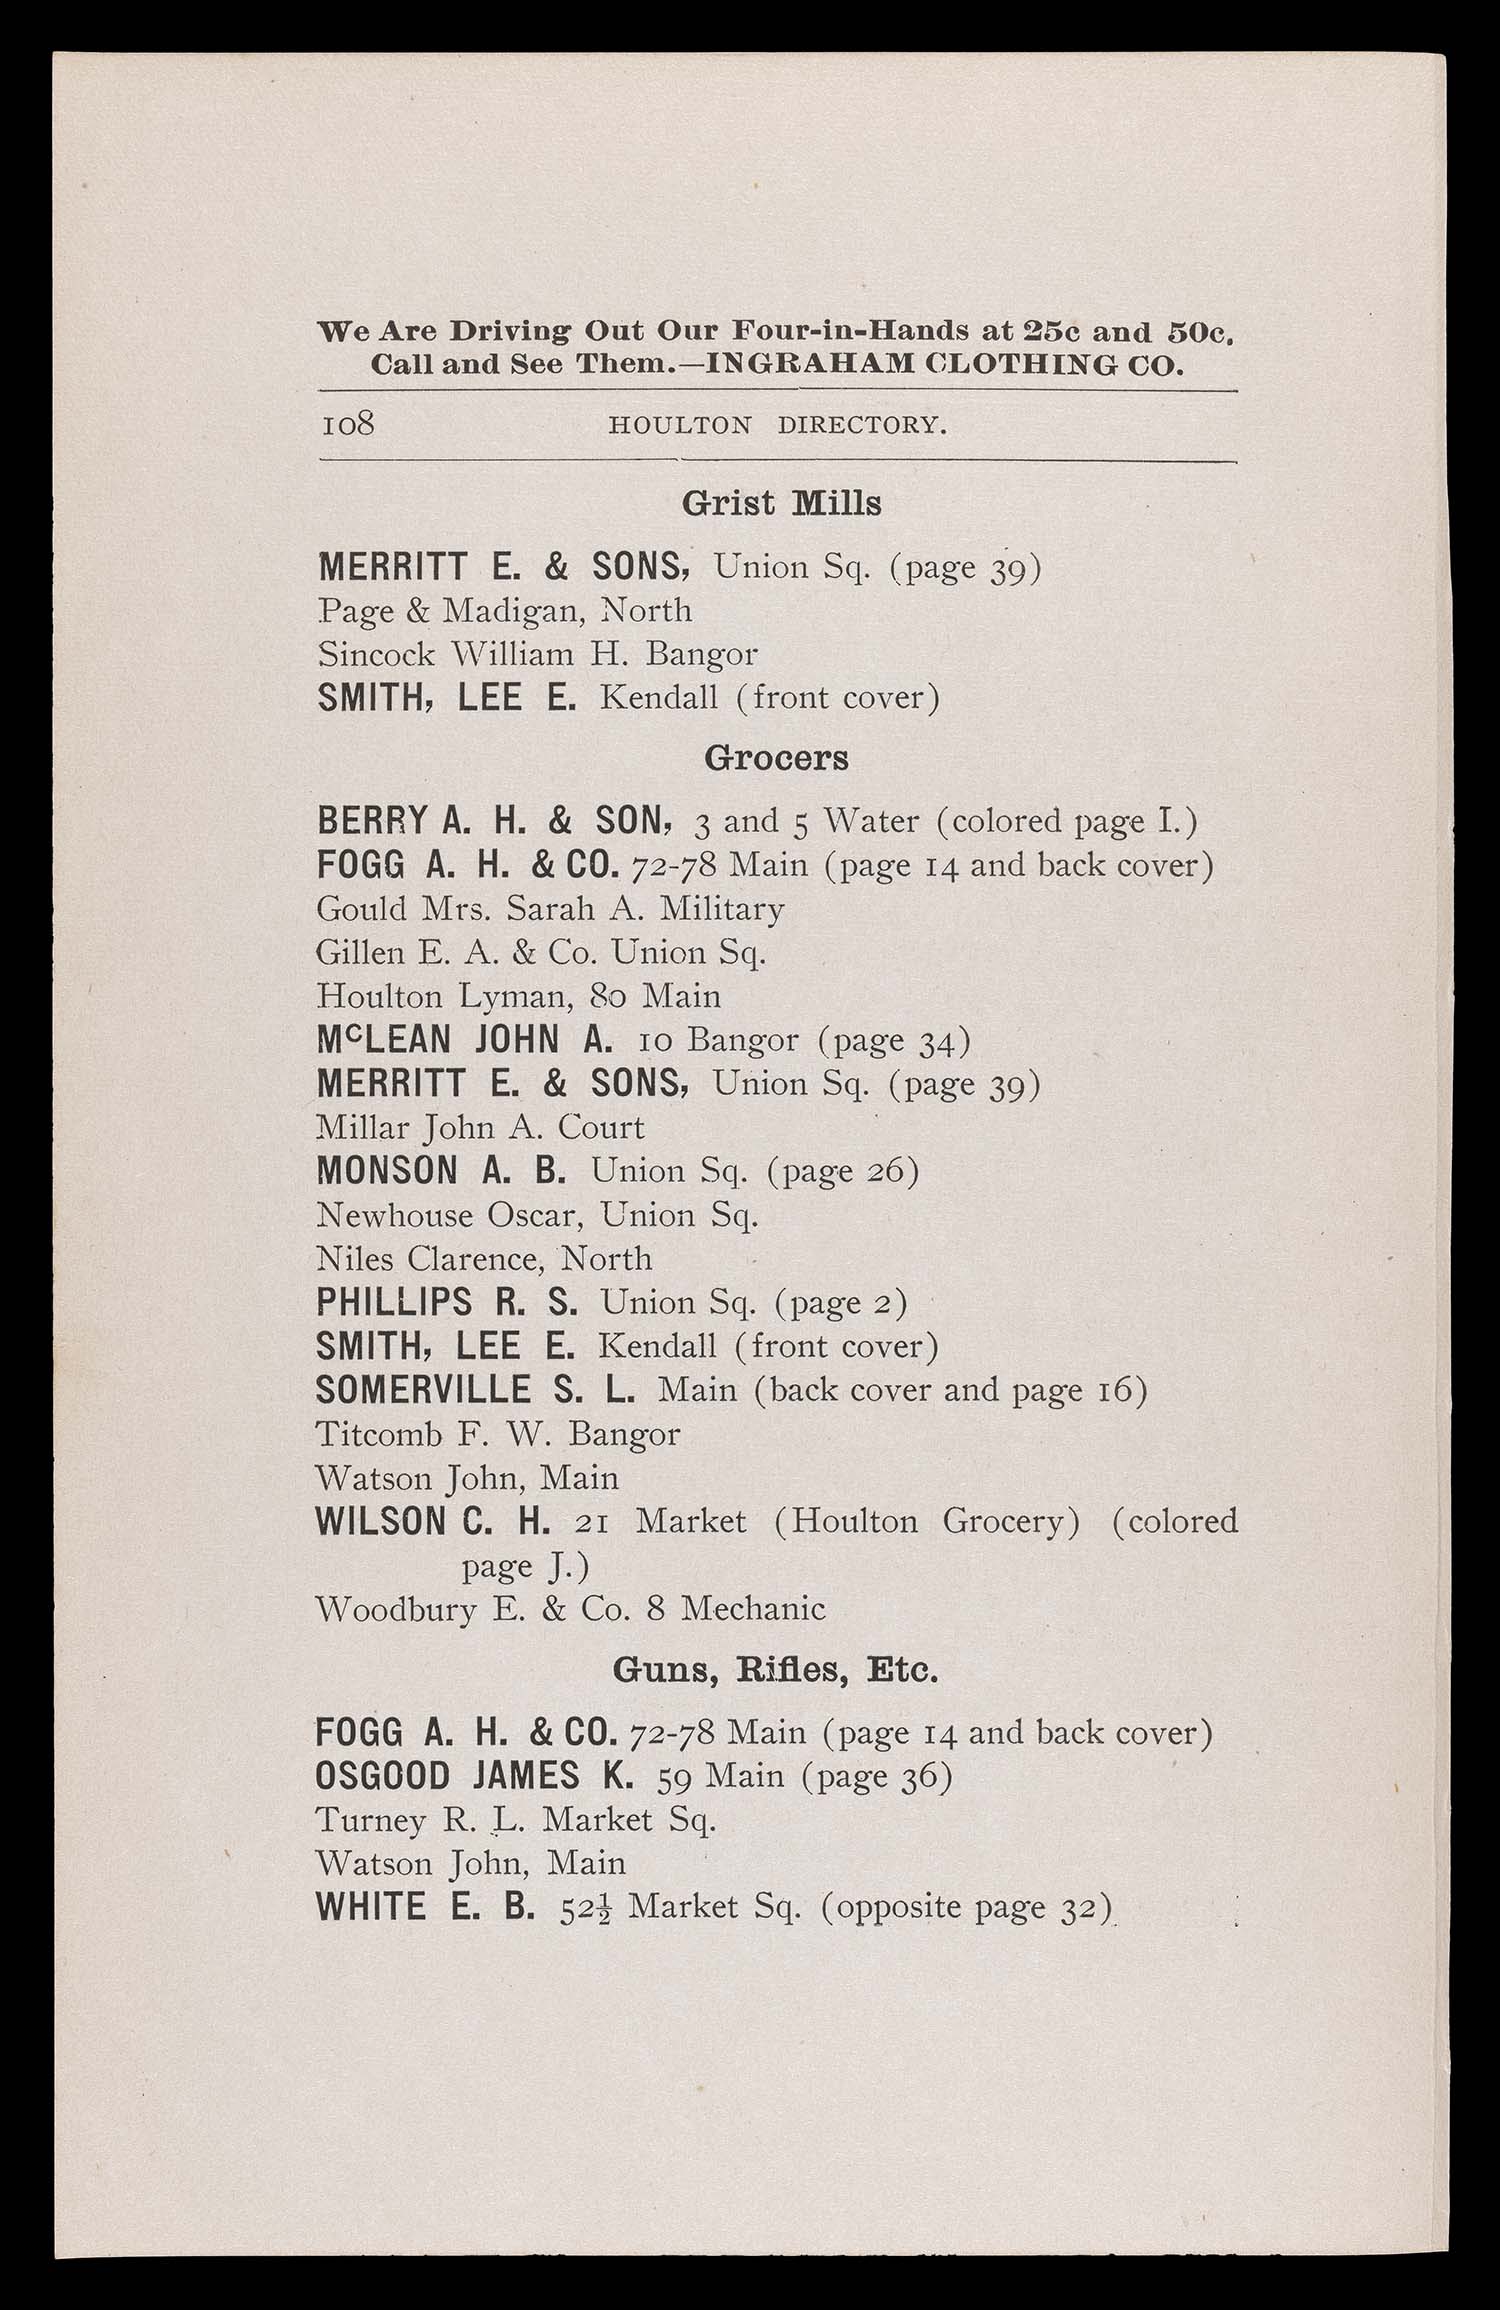 We Are Driving Out Our Four-in-Hands at 25c and 50c.
Call and See Them.—INGRAHAM CLOTHING CO.
108 HOULTON DIRECTORY.
Grist Mills
MERRITT E. & SONS, Union Sq. (page 39)
Page & Madigan, North
Sincock William H. Bangor
SMITH, LEE E. Kendall (front cover)
Grocers
BERRY A. H. & SON, 3 and 5 Water (colored page I.)
FOGG A. H. & CO. 72-78 Main (page 14 and back cover)
Gould Mrs. Sarah A. Military
Gillen E. A. & Co. Union Sq.
Houlton Lyman, 80 Main
McLEAN JOHN A. 10 Bangor (page 34)
MERRITT E. & SONS, Union Sq. (page 39)
Millar John A. Court
MONSON A. B. Union Sq. (page 26)
Newhouse Oscar, Union Sq.
Niles Clarence, North
PHILLIPS R. S. Union Sq. (page 2)
SMITH, LEE E. Kendall (front cover)
SOMERVILLE S. L. Main (back cover and page 16)
Titcomb F. W. Bangor
Watson John, Main
WILSON C. H. 21 Market (Houlton Grocery) (colored
page J.)
Woodbury E. & Co. 8 Mechanic
Guns, Rifles, Etc.
FOGG A. H. & CO. 72-78 Main (page 14 and back cover)
OSGOOD JAMES K. 59 Main (page 36)
Turney R. L. Market Sq.
Watson John, Main
WHITE E. B. 52½ Market Sq. (opposite page 32)